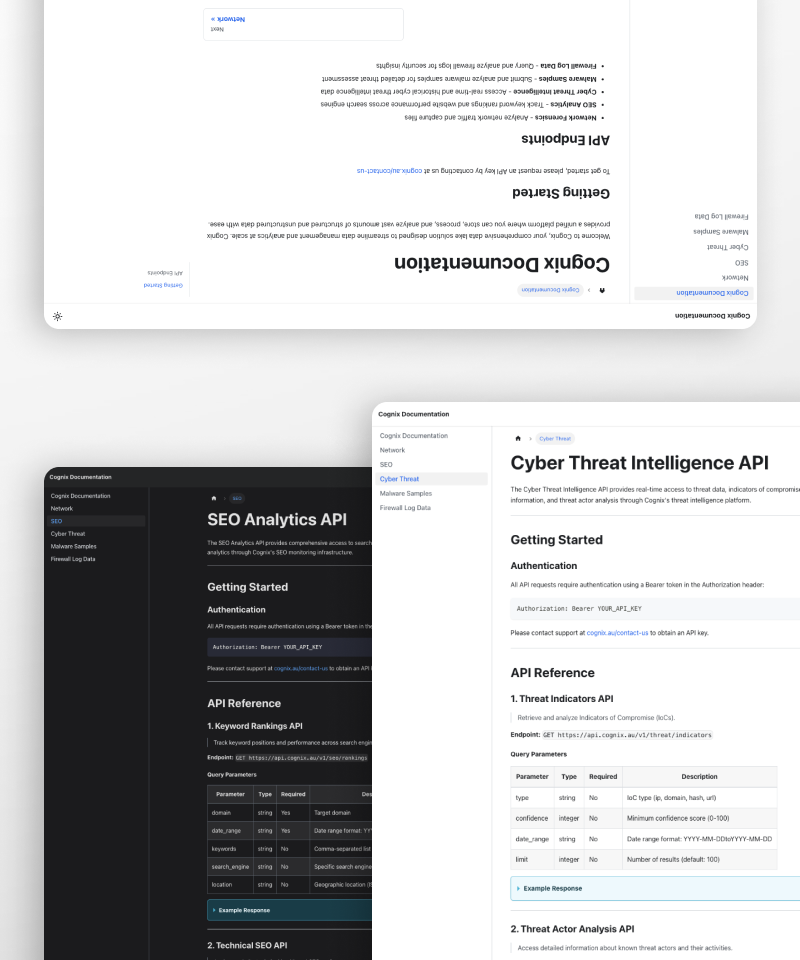 Cognix Documentation
Cognix Documentation
Network
SEO
Cyber Threat
Malware Samples
Firewall Log Data
› Cognix Documentation
Cognix Documentation
Welcome to Cognix, your comprehensive data lake solution designed to streamline data management and analytics at scale. Cognix
provides a unified platform where you can store, process, and analyze vast amounts of structured and unstructured data with ease.
Getting Started
To get started, please request an API key by contacting us at cognix.au/contact-us
API Endpoints
• Network Forensics - Analyze network traffic and capture files
• SEO Analytics - Track keyword rankings and website performance across search engines
• Cyber Threat Intelligence - Access real-time and historical cyber threat intelligence data
• Malware Samples - Submit and analyze malware samples for detailed threat assessment
• Firewall Log Data - Query and analyze firewall logs for security insights
Next
Network »
Getting Started
API Endpoints
Cognix Documentation
Cognix Documentation
Network
SEO
Cyber Threat
Malware Samples
Firewall Log Data
› SEO
SEO Analytics API
The SEO Analytics API provides comprehensive access to search
analytics through Cognix's SEO monitoring infrastructure.
Getting Started
Authentication
All API requests require authentication using a Bearer token in the
Authorization: Bearer YOUR_API_KEY
Please contact support at cognix.au/contact-us to obtain an API
API Reference
1. Keyword Rankings API
Track keyword positions and performance across search engin
Endpoint: GET https://api.cognix.au/v1/seo/rankings
Query Parameters
Parameter Type Required Des
domain string Yes Target domain
date_range string Yes Date range format: YY
keywords string No Comma-separated list
search_engine string No Specific search engine
location string No Geographic location (IS
Example Response
2. Technical SEO API
Cognix Documentation
Cognix Documentation
Network
SEO
Cyber Threat
Malware Samples
Firewall Log Data
› Cyber Threat
Cyber Threat Intelligence API
The Cyber Threat Intelligence API provides real-time access to threat data, indicators of compromise
information, and threat actor analysis through Cognix's threat intelligence platform.
Getting Started
Authentication
All API requests require authentication using a Bearer token in the Authorization header:
Authorization: Bearer YOUR_API_KEY
Please contact support at cognix.au/contact-us to obtain an API key.
API Reference
1. Threat Indicators API
Retrieve and analyze Indicators of Compromise (IoCs).
Endpoint: GET https://api.cognix.au/v1/threat/indicators
Query Parameters
Parameter Type Required Description
type string No IoC type (ip, domain, hash, url)
confidence integer No Minimum confidence score (0-100)
date_range string No Date range format: YYYY-MM-DDtoYYYY-MM-DD
limit integer No Number of results (default: 100)
Example Response
2. Threat Actor Analysis API
Access detailed information about known threat actors and their activities.